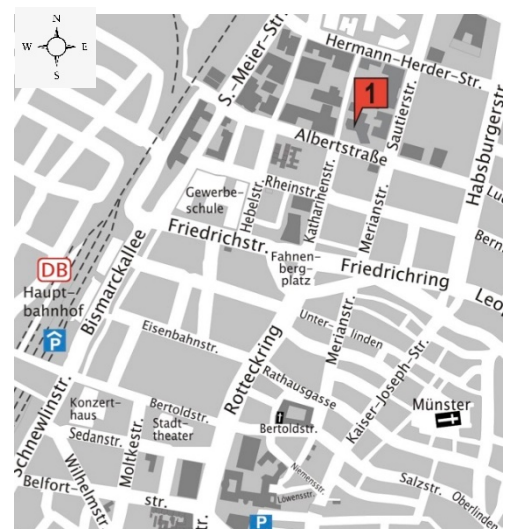 N
W E
S
S.-Meier-Str.
Hermann-Herder-Str.
1
Sautierstr.
Habsburgerstr.
Albertstraße
Rheinstr.
Gewerbe-
schule
Hebelstr.
Katharinenstr.
Merianstr.
Friedrichstr.
Fahnen-
berg-
platz
Friedrichring
DB
Haupt-
bahnhof
P
Bismarckallee
Eisenbahnstr.
Unter-
linden
Merianstr.
Rotteckring
Rathausgasse
Kaiser-Joseph-Str.
Münster
Konzert-
haus
Bertoldstr.
Stadt-
theater
Sedanstr.
Moltkestr.
Bertoldstr.
Schnewlinstr.
Wilhelmstr.
Belfort-
str.
Niemensstr.
Löwensstr.
Salzstr.
Oberlinden
P